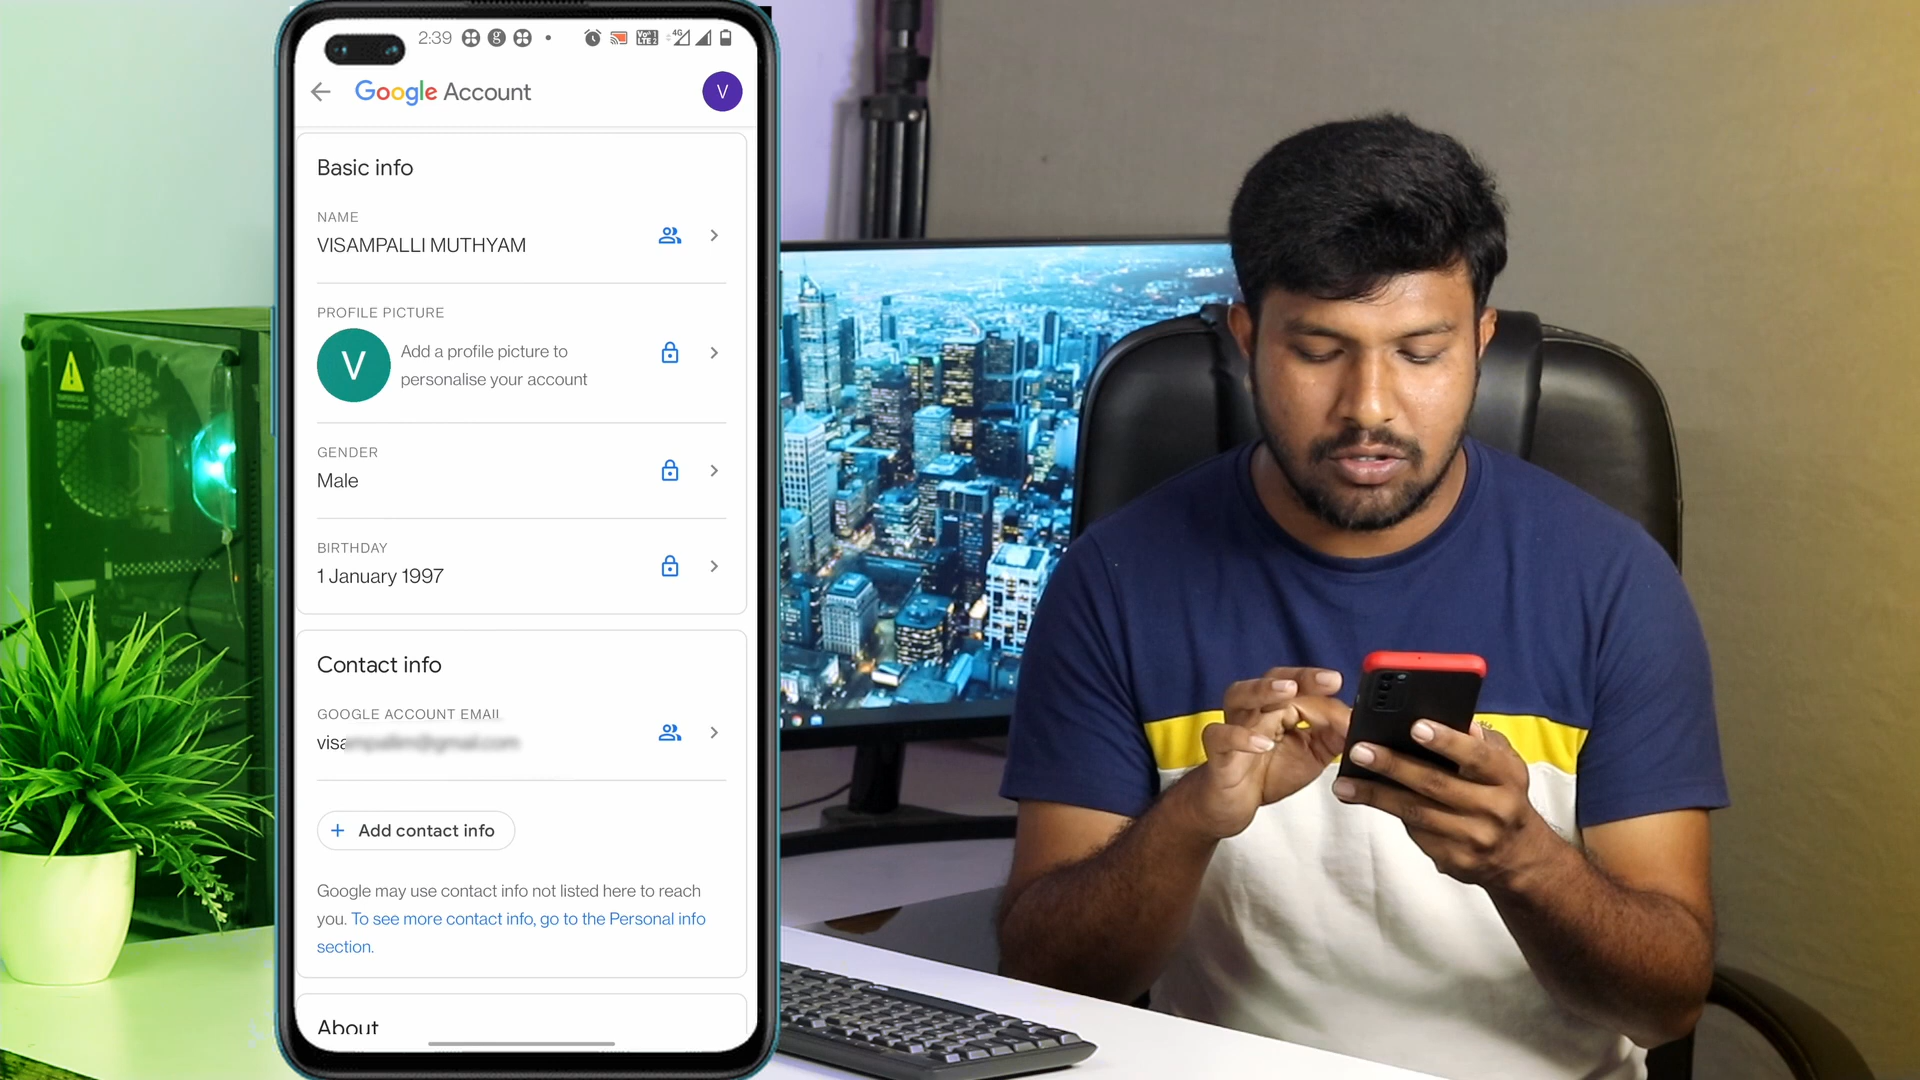 2:39
Google Account
V
Basic info
NAME
VISAMPALLI MUTHYAM
PROFILE PICTURE
V
Add a profile picture to
personalise your account
GENDER
Male
BIRTHDAY
1 January 1997
Contact info
GOOGLE ACCOUNT EMAIL
visa
+ Add contact info
Google may use contact info not listed here to reach
you. To see more contact info, go to the Personal info
section.
About